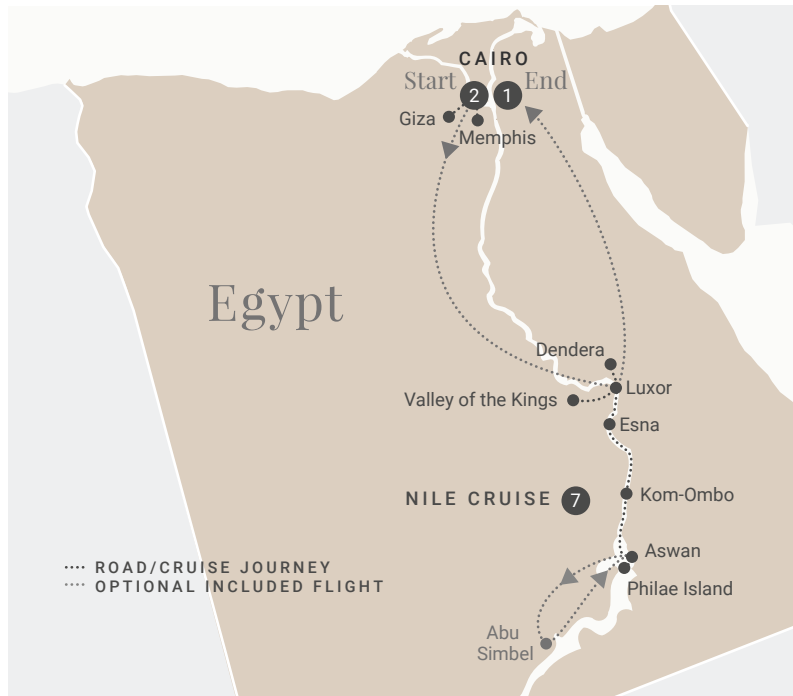 CAIRO
Start
2
1
End
Giza
Memphis
Egypt
Dendera
Luxor
Valley of the Kings
Esna
NILE CRUISE
7
Kom-Ombo
Aswan
Philae Island
ROAD/CRUISE JOURNEY
OPTIONAL INCLUDED FLIGHT
Abu
Simbel